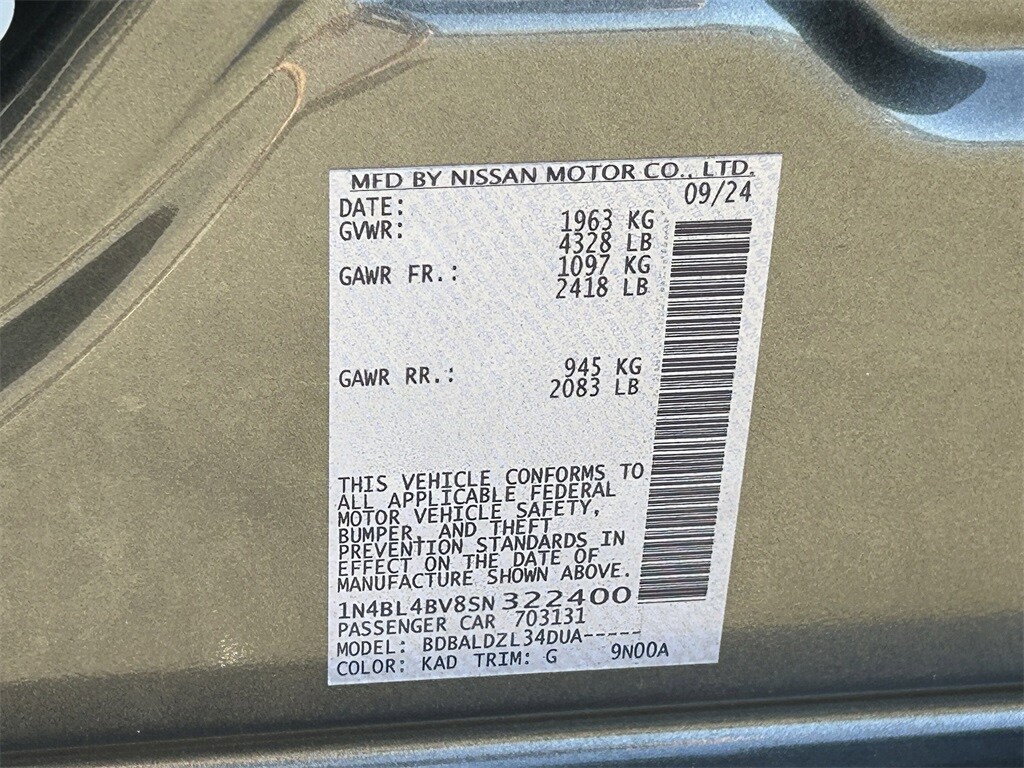 MFD BY NISSAN MOTOR CO., LTD.
DATE: 09/24
GVWR: 1963 KG
4328 LB
GAWR FR.: 1097 KG
2418 LB
GAWR RR.: 945 KG
2083 LB
THIS VEHICLE CONFORMS TO
ALL APPLICABLE FEDERAL
MOTOR VEHICLE SAFETY,
BUMPER, AND THEFT
PREVENTION STANDARDS IN
EFFECT ON THE DATE OF
MANUFACTURE SHOWN ABOVE.
1N4BL4BV8SN322400
PASSENGER CAR 703131
MODEL: BDBALDZL34DUA-----
COLOR: KAD TRIM: G 9N00A